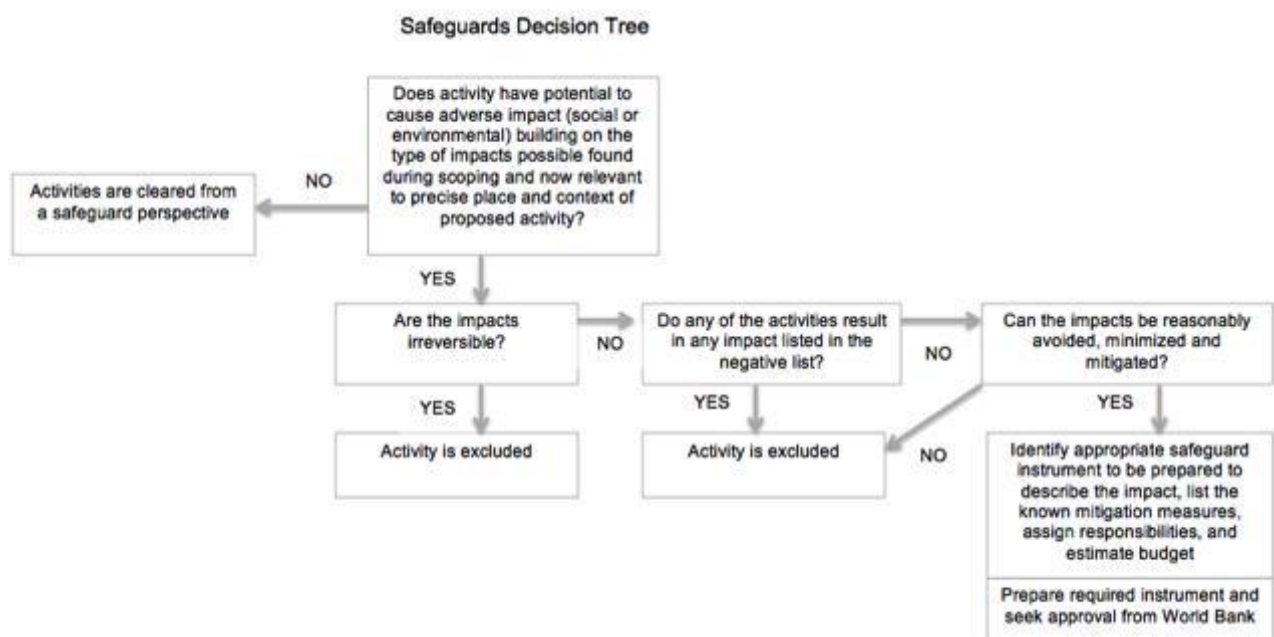 Safeguards Decision Tree
Does activity have potential to
cause adverse impact (social or
environmental) building on the
type of impacts possible found
during scoping and now relevant
to precise place and context of
proposed activity?
NO
Activities are cleared from
a safeguard perspective
YES
Are the impacts
irreversible?
NO
Do any of the activities result
in any impact listed in the
negative list?
NO
Can the impacts be reasonably
avoided, minimized and
mitigated?
YES
YES
YES
Activity is excluded
Activity is excluded
NO
Identify appropriate safeguard
instrument to be prepared to
describe the impact, list the
known mitigation measures,
assign responsibilities, and
estimate budget
Prepare required instrument and
seek approval from World Bank